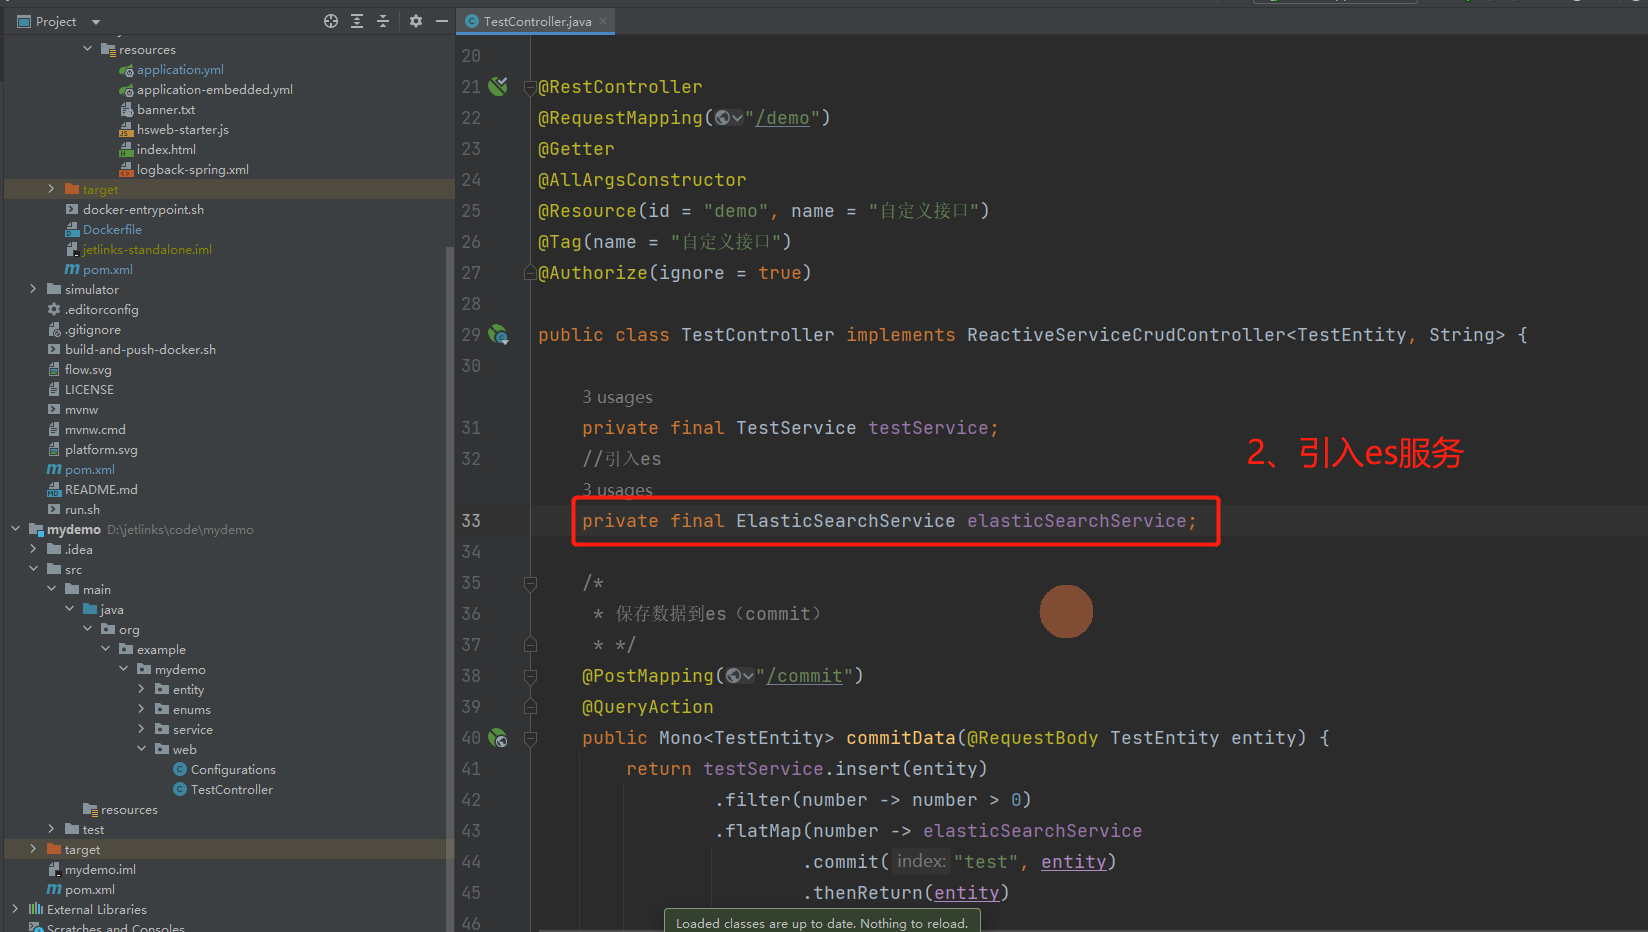 Project
TestController.java
resources
application.yml
application-embedded.yml
banner.txt
hsweb-starter.js
index.html
logback-spring.xml
target
docker-entrypoint.sh
Dockerfile
jetlinks-standalone.iml
pom.xml
simulator
.editorconfig
.gitignore
build-and-push-docker.sh
flow.svg
LICENSE
mvnw
mvnw.cmd
platform.svg
pom.xml
README.md
run.sh
mydemo D:\jetlinks\code\mydemo
.idea
src
main
java
org
example
mydemo
entity
enums
service
web
Configurations
TestController
resources
test
target
mydemo.iml
pom.xml
External Libraries
Scratches and Consoles
20
21 @RestController
22 @RequestMapping("/demo")
23 @Getter
24 @AllArgsConstructor
25 @Resource(id = "demo", name = "自定义接口")
26 @Tag(name = "自定义接口")
27 @Authorize(ignore = true)
28
29 public class TestController implements ReactiveServiceCrudController<TestEntity, String> {
30
3 usages
31 private final TestService testService;
32 //引入es
3 usages
33 private final ElasticSearchService elasticSearchService;
2、引入es服务
34
35 /*
36 * 保存数据到es（commit）
37 * */
38 @PostMapping("/commit")
39 @QueryAction
40 public Mono<TestEntity> commitData(@RequestBody TestEntity entity) {
41 return testService.insert(entity)
42 .filter(number -> number > 0)
43 .flatMap(number -> elasticSearchService
44 .commit( index: "test", entity)
45 .thenReturn(entity)
46
Loaded classes are up to date. Nothing to reload.